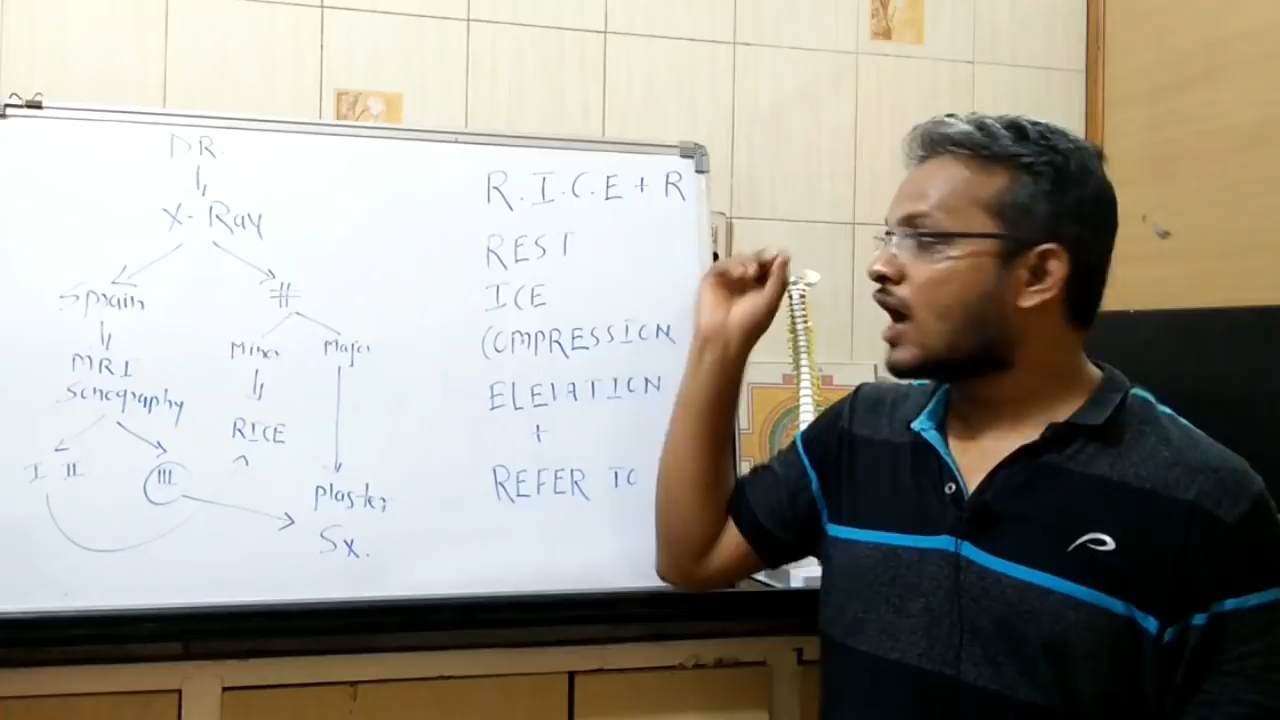 DR.
X-Ray
Sprain
#
MRI
Sonography
Minor
Major
RICE
I II
III
plaster
Sx.
R.I.C.E + R
REST
ICE
COMPRESSION
ELEVATION
+
REFER TO